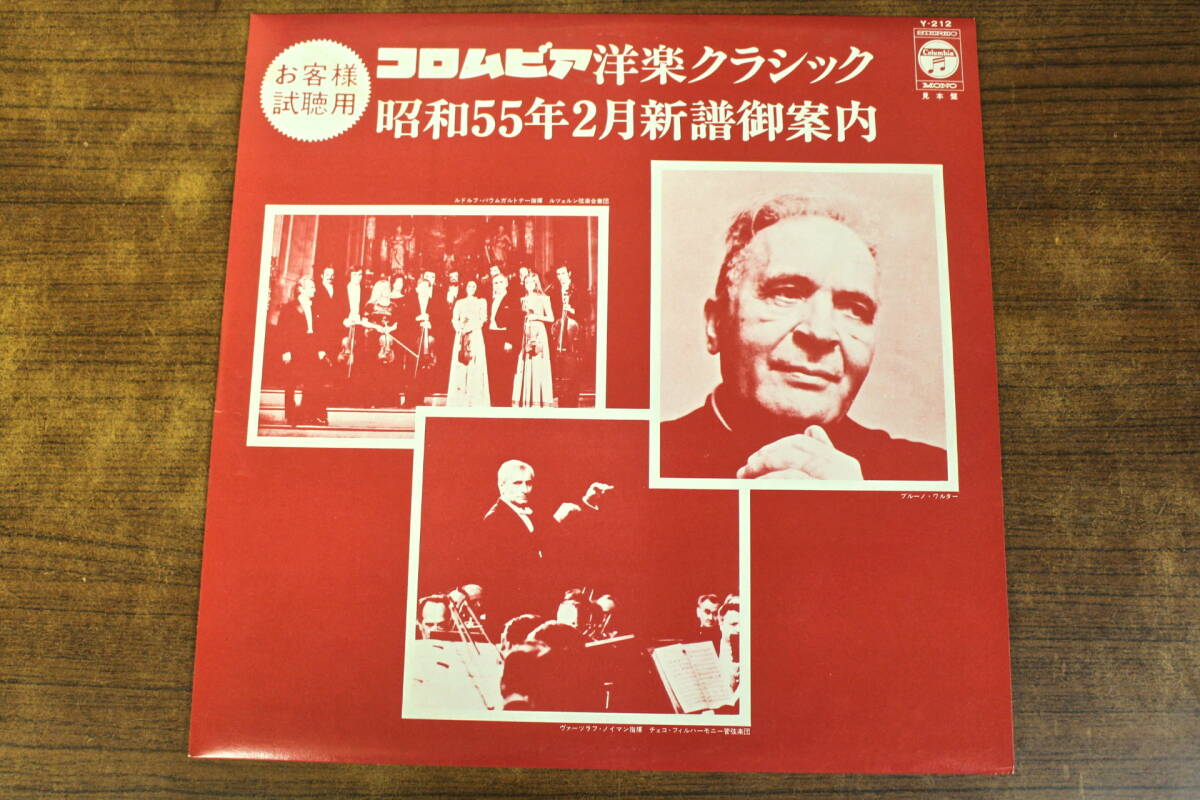 お客様
試聴用
コロムビア洋楽クラシック
昭和55年2月新譜御案内
Y-212
STEREO
Columbia
MONO
見本盤
ルドルフ・バウムガルトナー指揮 ルツェルン弦楽合奏団
ブルーノ・ワルター
ヴァーツラフ・ノイマン指揮 チェコ・フィルハーモニー管弦楽団